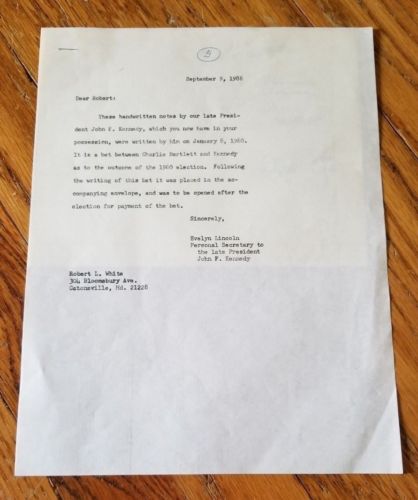 5
September 9, 1988
Dear Robert:
These handwritten notes by our late Presi-
dent John F. Kennedy, which you now have in your
possession, were written by him on January 8, 1960.
It is a bet between Charlie Bartlett and Kennedy
as to the outcome of the 1960 election. Following
the writing of this bet it was placed in the ac-
companying envelope, and was to be opened after the
election for payment of the bet.
Sincerely,
Evelyn Lincoln
Personal Secretary to
the Late President
John F. Kennedy
Robert L. White
304 Bloomsbury Ave.
Catonsville, Md. 21228